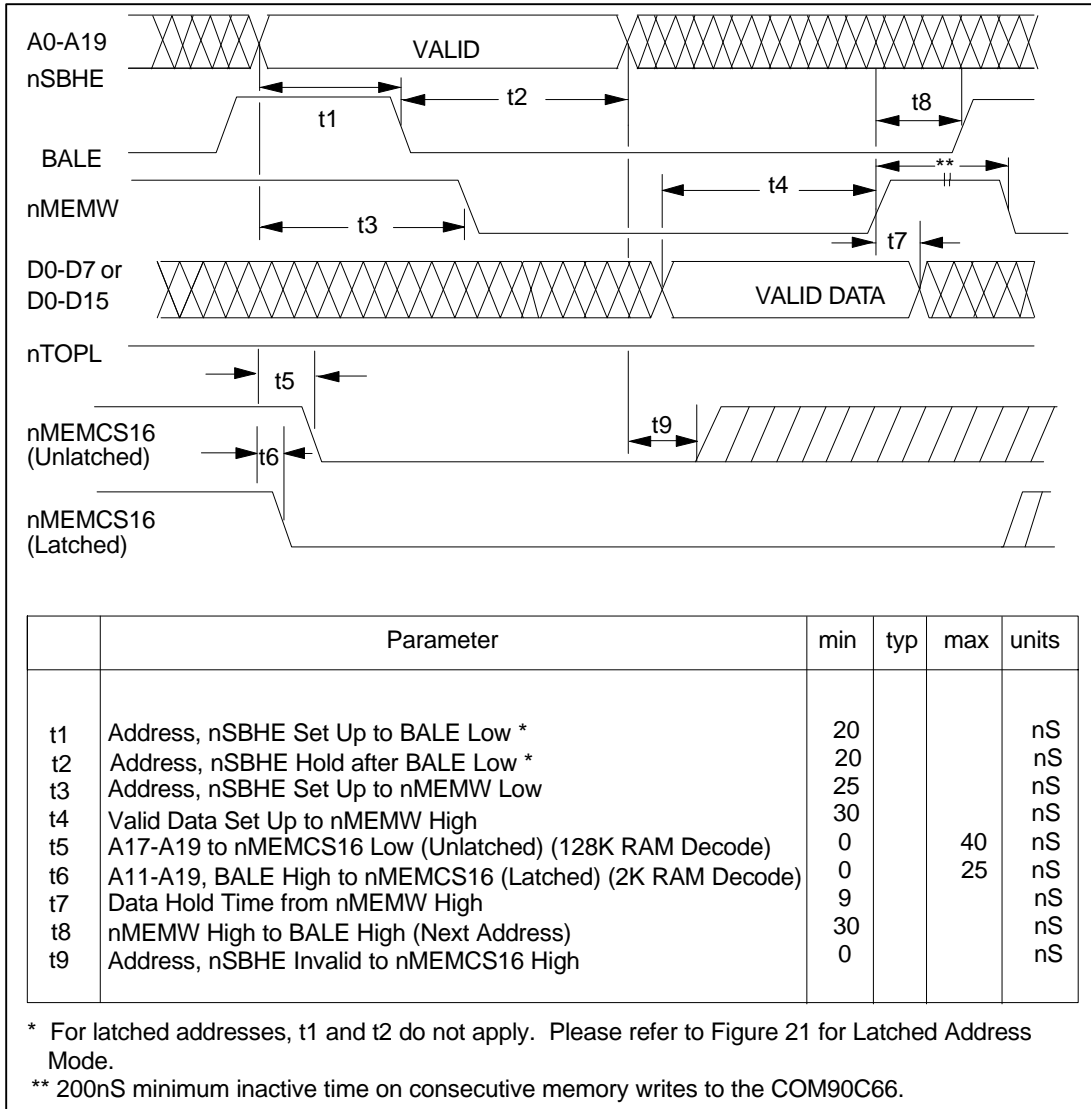 A0-A19
VALID
nSBHE
t1
t2
t8
BALE
**
t4
nMEMW
t3
t7
D0-D7 or
D0-D15
VALID DATA
nTOPL
t5
nMEMCS16
(Unlatched)
t9
t6
nMEMCS16
(Latched)
Parameter min typ max units
t1 Address, nSBHE Set Up to BALE Low * 20 nS
t2 Address, nSBHE Hold after BALE Low * 20 nS
t3 Address, nSBHE Set Up to nMEMW Low 25 nS
t4 Valid Data Set Up to nMEMW High 30 nS
t5 A17-A19 to nMEMCS16 Low (Unlatched) (128K RAM Decode) 0 40 nS
t6 A11-A19, BALE High to nMEMCS16 (Latched) (2K RAM Decode) 0 25 nS
t7 Data Hold Time from nMEMW High 9 nS
t8 nMEMW High to BALE High (Next Address) 30 nS
t9 Address, nSBHE Invalid to nMEMCS16 High 0 nS
* For latched addresses, t1 and t2 do not apply. Please refer to Figure 21 for Latched Address
Mode.
** 200nS minimum inactive time on consecutive memory writes to the COM90C66.